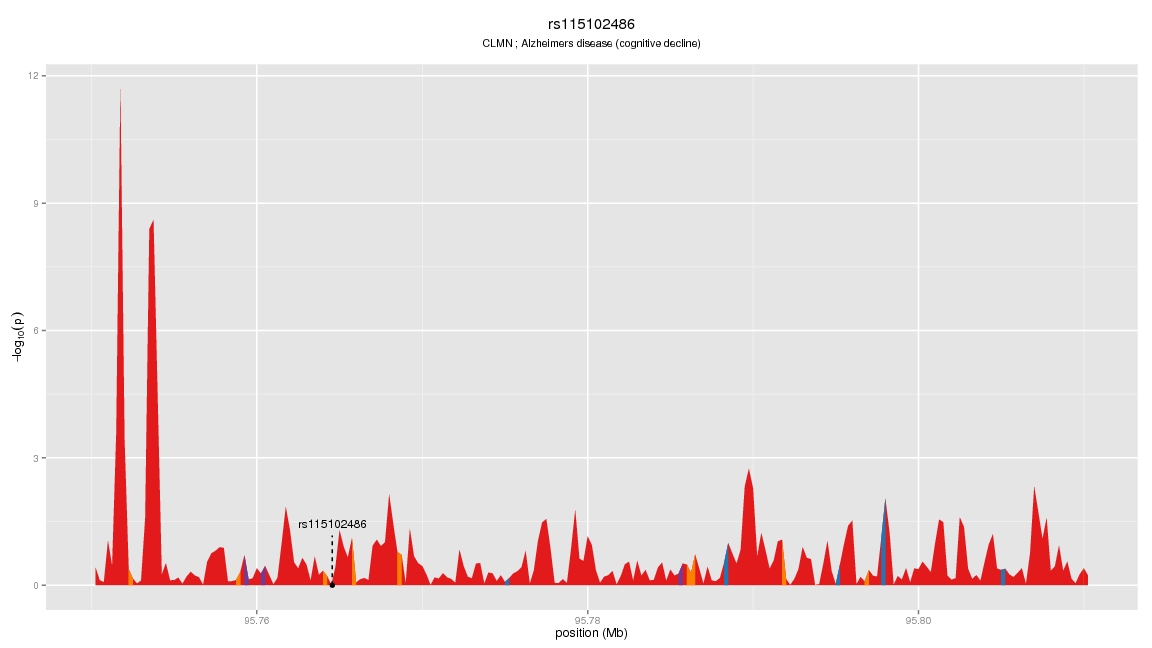 rs115102486
CLMN ; Alzheimers disease (cognitive decline)
12
9
6
3
0
−log10(p)
rs115102486
95.76
95.78
95.80
position (Mb)